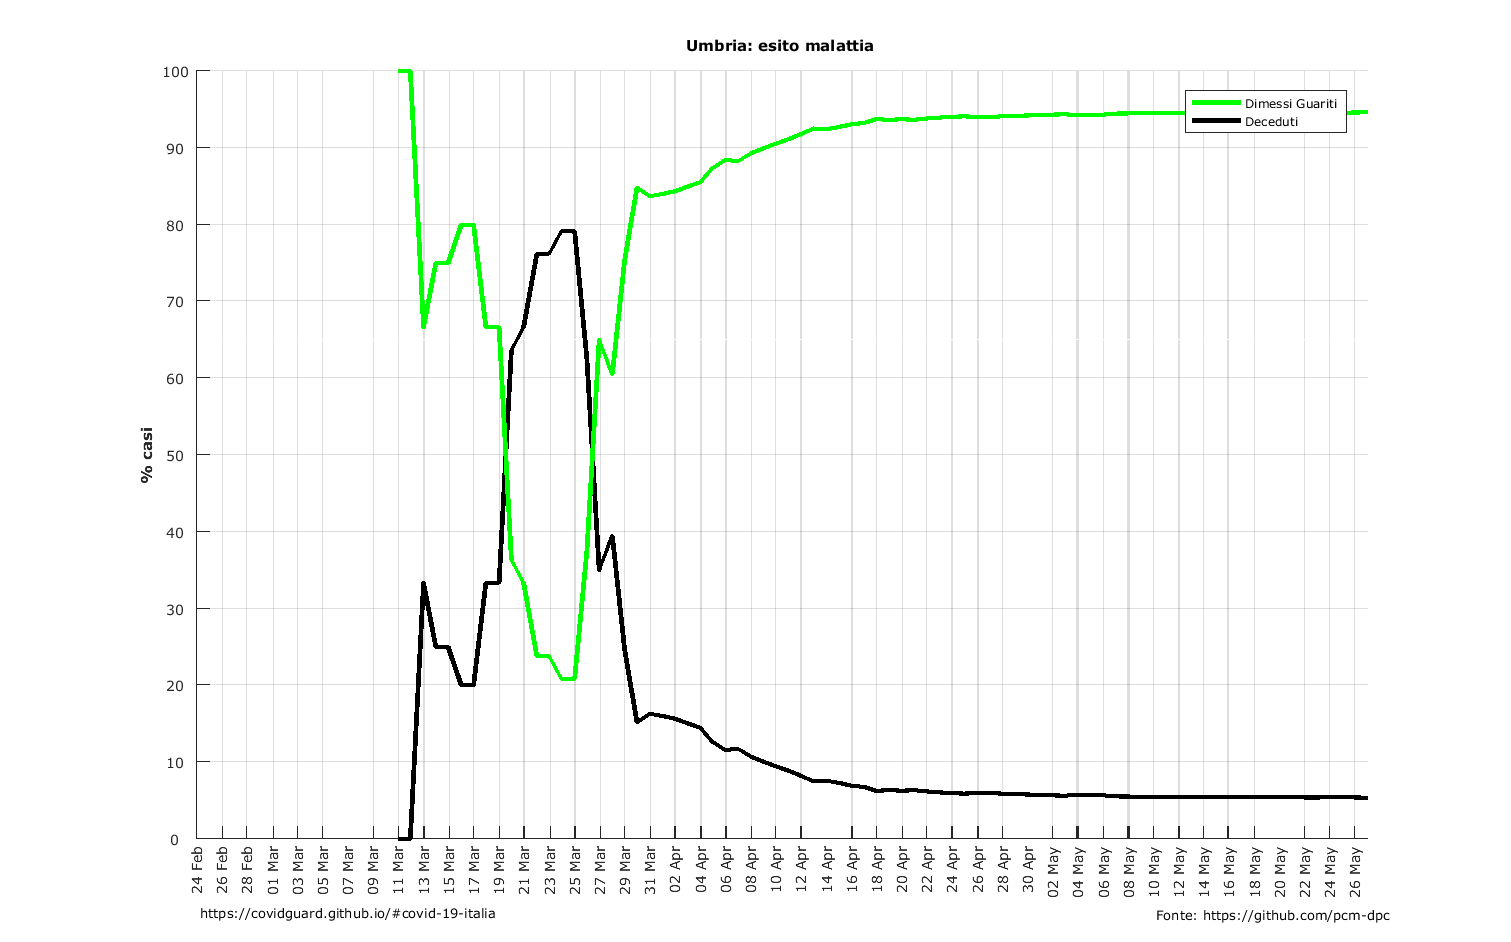 Umbria: esito malattia
100
90
80
70
60
50
40
30
20
10
0
% casi
Dimessi Guariti
Deceduti
24 Feb
26 Feb
28 Feb
01 Mar
03 Mar
05 Mar
07 Mar
09 Mar
11 Mar
13 Mar
15 Mar
17 Mar
19 Mar
21 Mar
23 Mar
25 Mar
27 Mar
29 Mar
31 Mar
02 Apr
04 Apr
06 Apr
08 Apr
10 Apr
12 Apr
14 Apr
16 Apr
18 Apr
20 Apr
22 Apr
24 Apr
26 Apr
28 Apr
30 Apr
02 May
04 May
06 May
08 May
10 May
12 May
14 May
16 May
18 May
20 May
22 May
24 May
26 May
https://covidguard.github.io/#covid-19-italia
Fonte: https://github.com/pcm-dpc